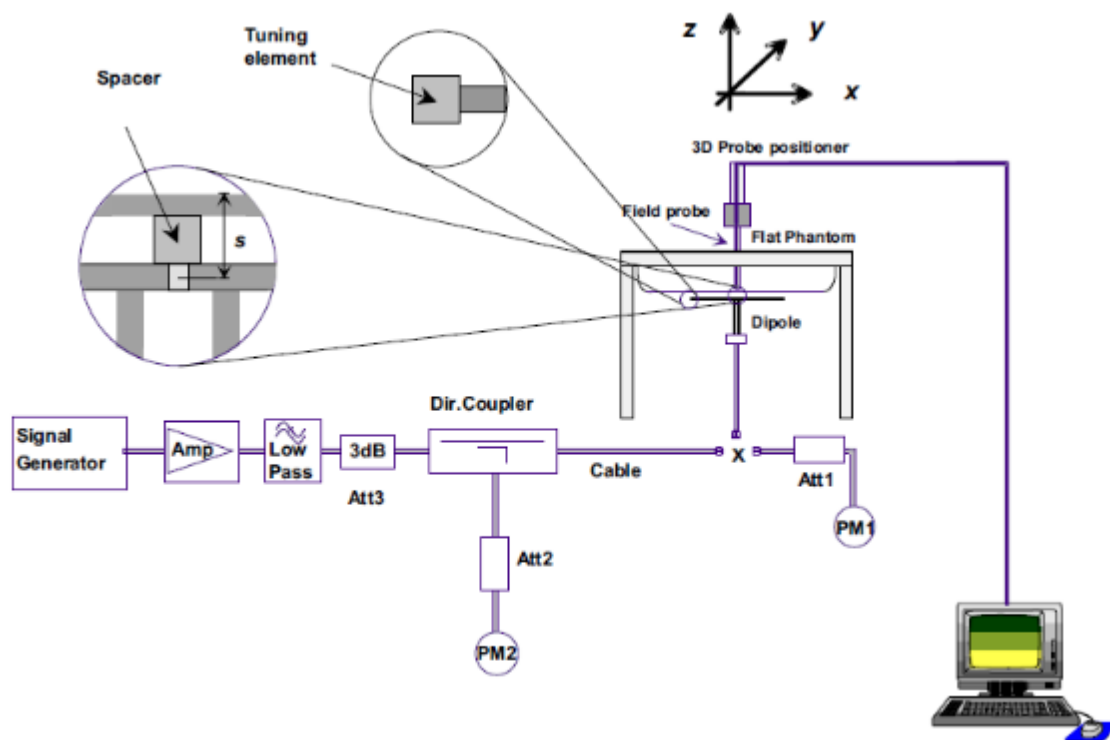 Tuning
element
Spacer
z
y
x
3D Probe positioner
s
Field probe
Flat Phantom
Dipole
Dir.Coupler
Signal
Generator
Amp
Low
Pass
3dB
Att3
Cable
X
Att1
PM1
Att2
PM2